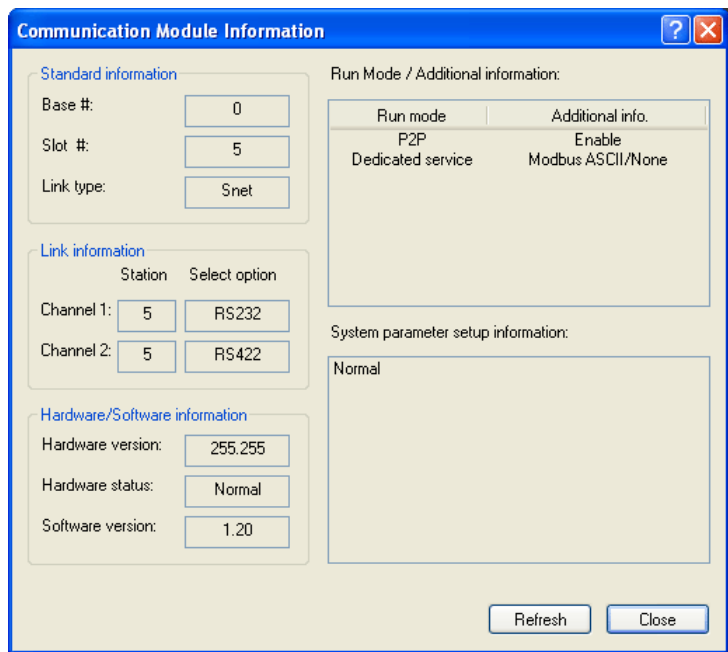 Communication Module Information
Standard information
Base #: 0
Slot #: 5
Link type: Snet
Link information
Station Select option
Channel 1: 5 RS232
Channel 2: 5 RS422
Hardware/Software information
Hardware version: 255.255
Hardware status: Normal
Software version: 1.20
Run Mode / Additional information:
Run mode Additional info.
P2P Enable
Dedicated service Modbus ASCII/None
System parameter setup information:
Normal
Refresh Close